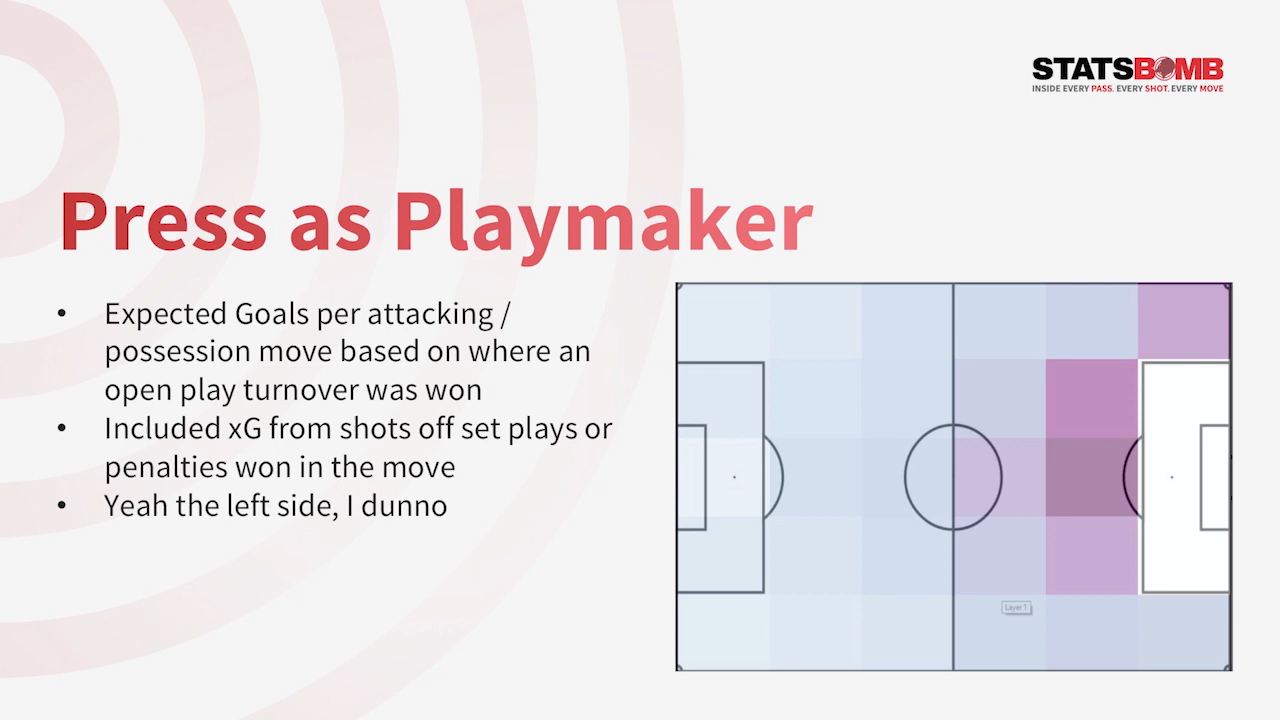 STATSBOMB
INSIDE EVERY PASS. EVERY SHOT. EVERY MOVE
Press as Playmaker
• Expected Goals per attacking /
possession move based on where an
open play turnover was won
• Included xG from shots off set plays or
penalties won in the move
• Yeah the left side, I dunno
Layer 1